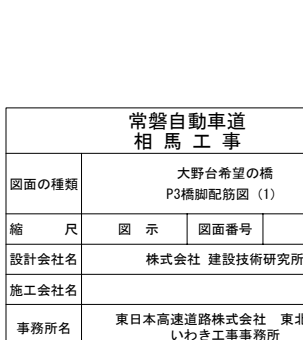 常磐自動車道
相 馬 工 事
図面の種類
大野台希望の橋
P3橋脚配筋図 (1)
縮 尺 図 示 図面番号
設計会社名 株式会社 建設技術研究所
施工会社名
事務所名
東日本高速道路株式会社 東北
いわき工事事務所